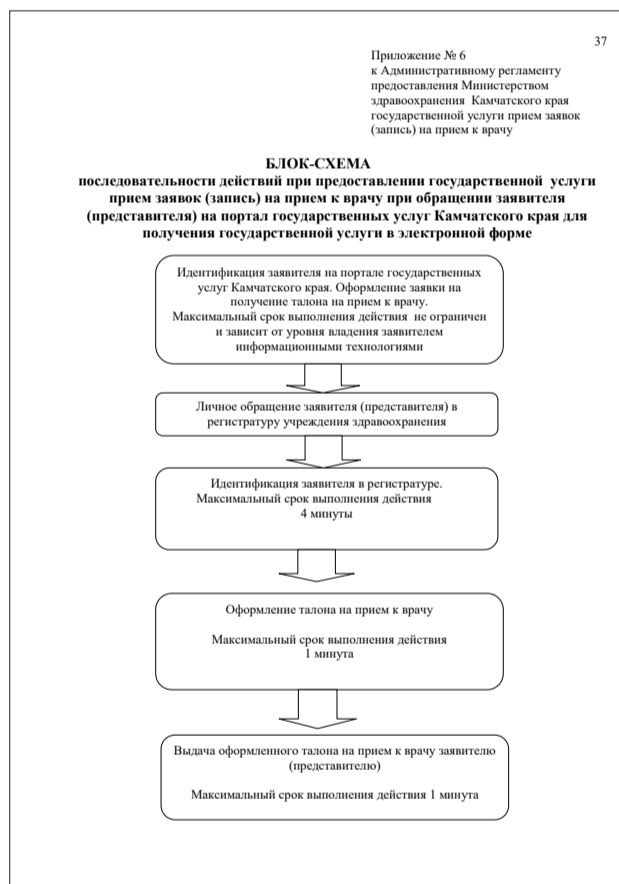 37
Приложение № 6
к Административному регламенту
предоставления Министерством
здравоохранения Камчатского края
государственной услуги прием заявок
(запись) на прием к врачу
БЛОК-СХЕМА
последовательности действий при предоставлении государственной услуги
прием заявок (запись) на прием к врачу при обращении заявителя
(представителя) на портал государственных услуг Камчатского края для
получения государственной услуги в электронной форме
Идентификация заявителя на портале государственных
услуг Камчатского края. Оформление заявки на
получение талона на прием к врачу.
Максимальный срок выполнения действия не ограничен
и зависит от уровня владения заявителем
информационными технологиями
Личное обращение заявителя (представителя) в
регистратуру учреждения здравоохранения
Идентификация заявителя в регистратуре.
Максимальный срок выполнения действия
4 минуты
Оформление талона на прием к врачу
Максимальный срок выполнения действия
1 минута
Выдача оформленного талона на прием к врачу заявителю
(представителю)
Максимальный срок выполнения действия 1 минута